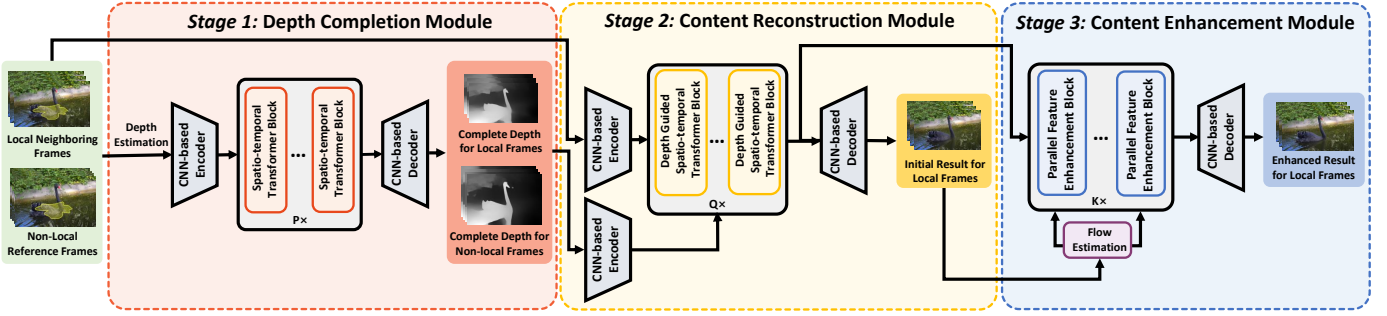 Stage 1: Depth Completion Module
Stage 2: Content Reconstruction Module
Stage 3: Content Enhancement Module
Local Neighboring
Frames
Non-Local
Reference Frames
Depth
Estimation
CNN-based
Encoder
Spatio-temporal
Transformer Block
...
Spatio-temporal
Transformer Block
P×
CNN-based
Decoder
Complete Depth
for Local Frames
Complete Depth for
Non-local Frames
CNN-based
Encoder
CNN-based
Encoder
Depth Guided
Spatio-temporal
Transformer Block
...
Depth Guided
Spatio-temporal
Transformer Block
Q×
CNN-based
Decoder
Initial Result for
Local Frames
Parallel Feature
Enhancement Block
...
Parallel Feature
Enhancement Block
K×
Flow
Estimation
CNN-based
Decoder
Enhanced Result
for Local Frames